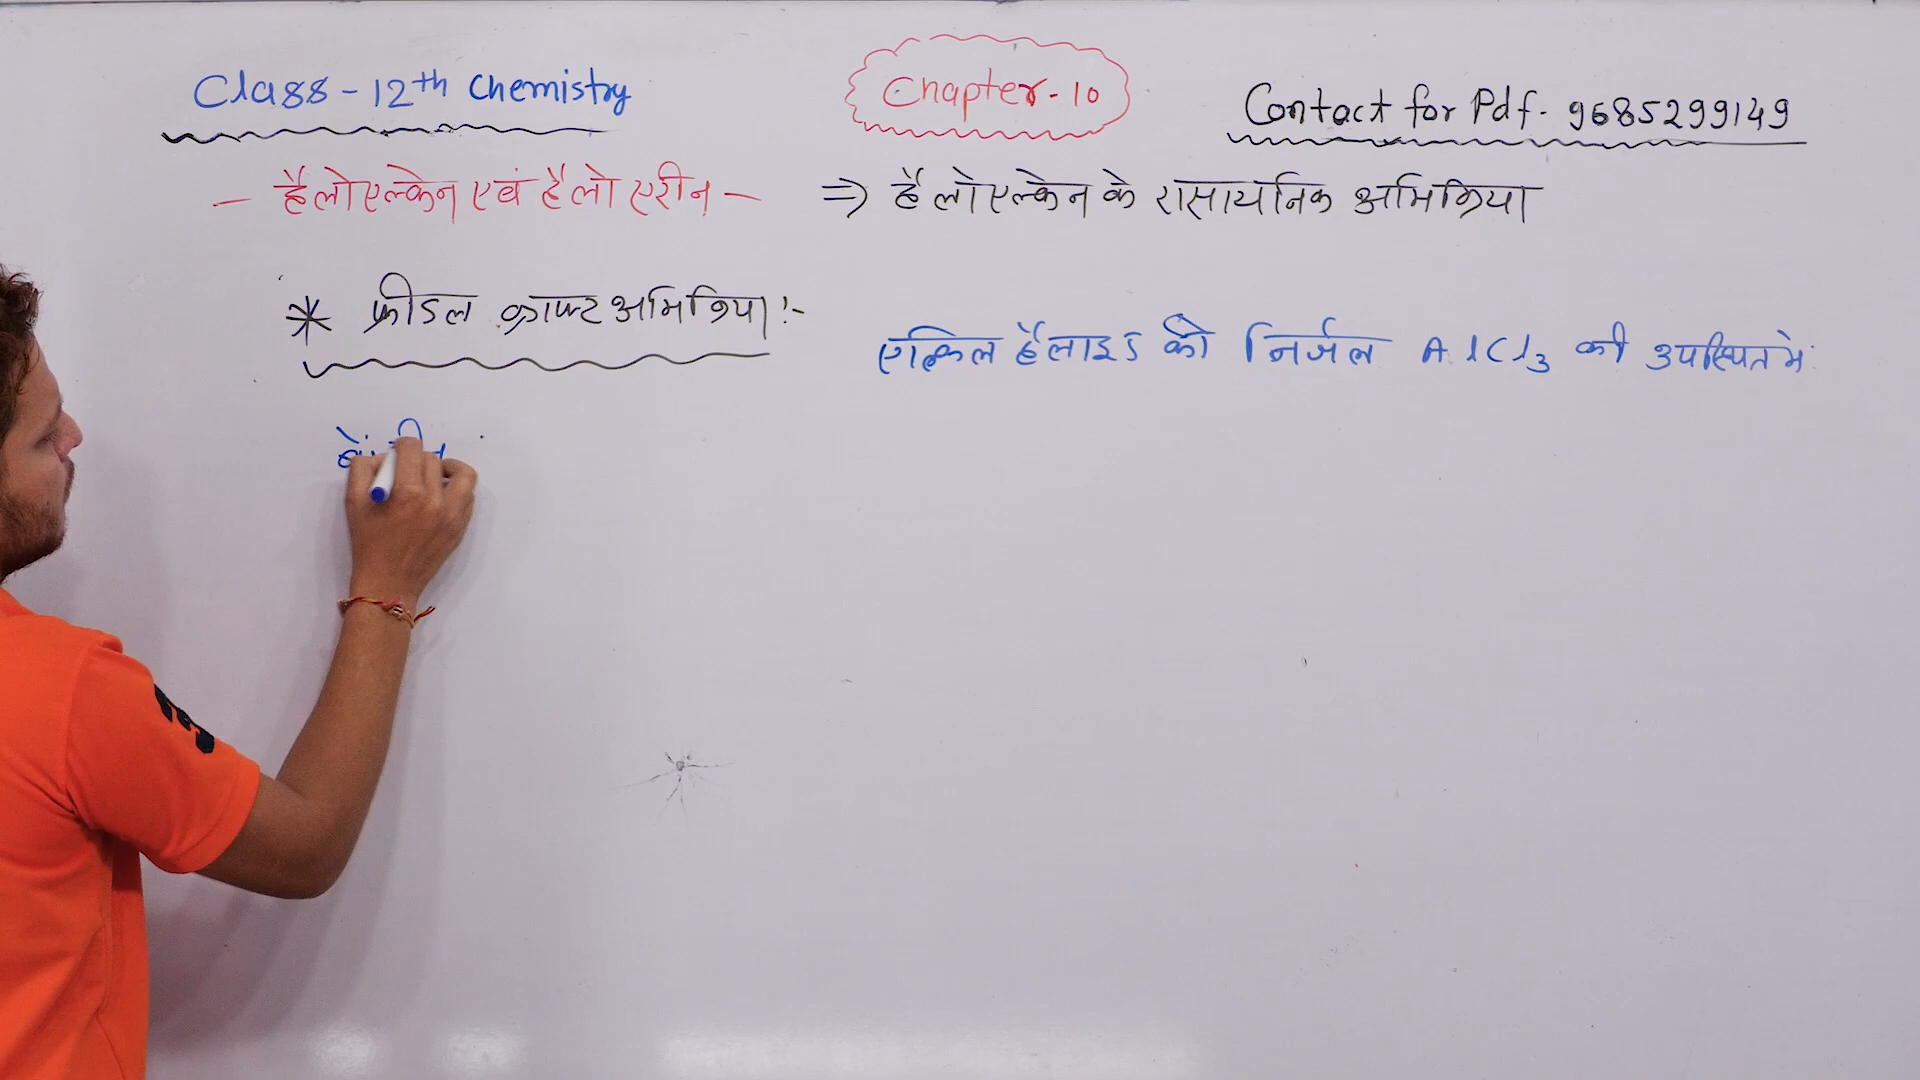 Class - 12th Chemistry
Chapter - 10
Contact for Pdf - 9685299149
- हैलोएल्केन एवं हैलोएरीन -
⇒ हैलोएल्केन के रासायनिक अभिक्रिया
* फ्रीडल क्राफ्ट अभिक्रिया :-
एल्किल हैलाइड को निर्जल AlCl3 की उपस्थित में